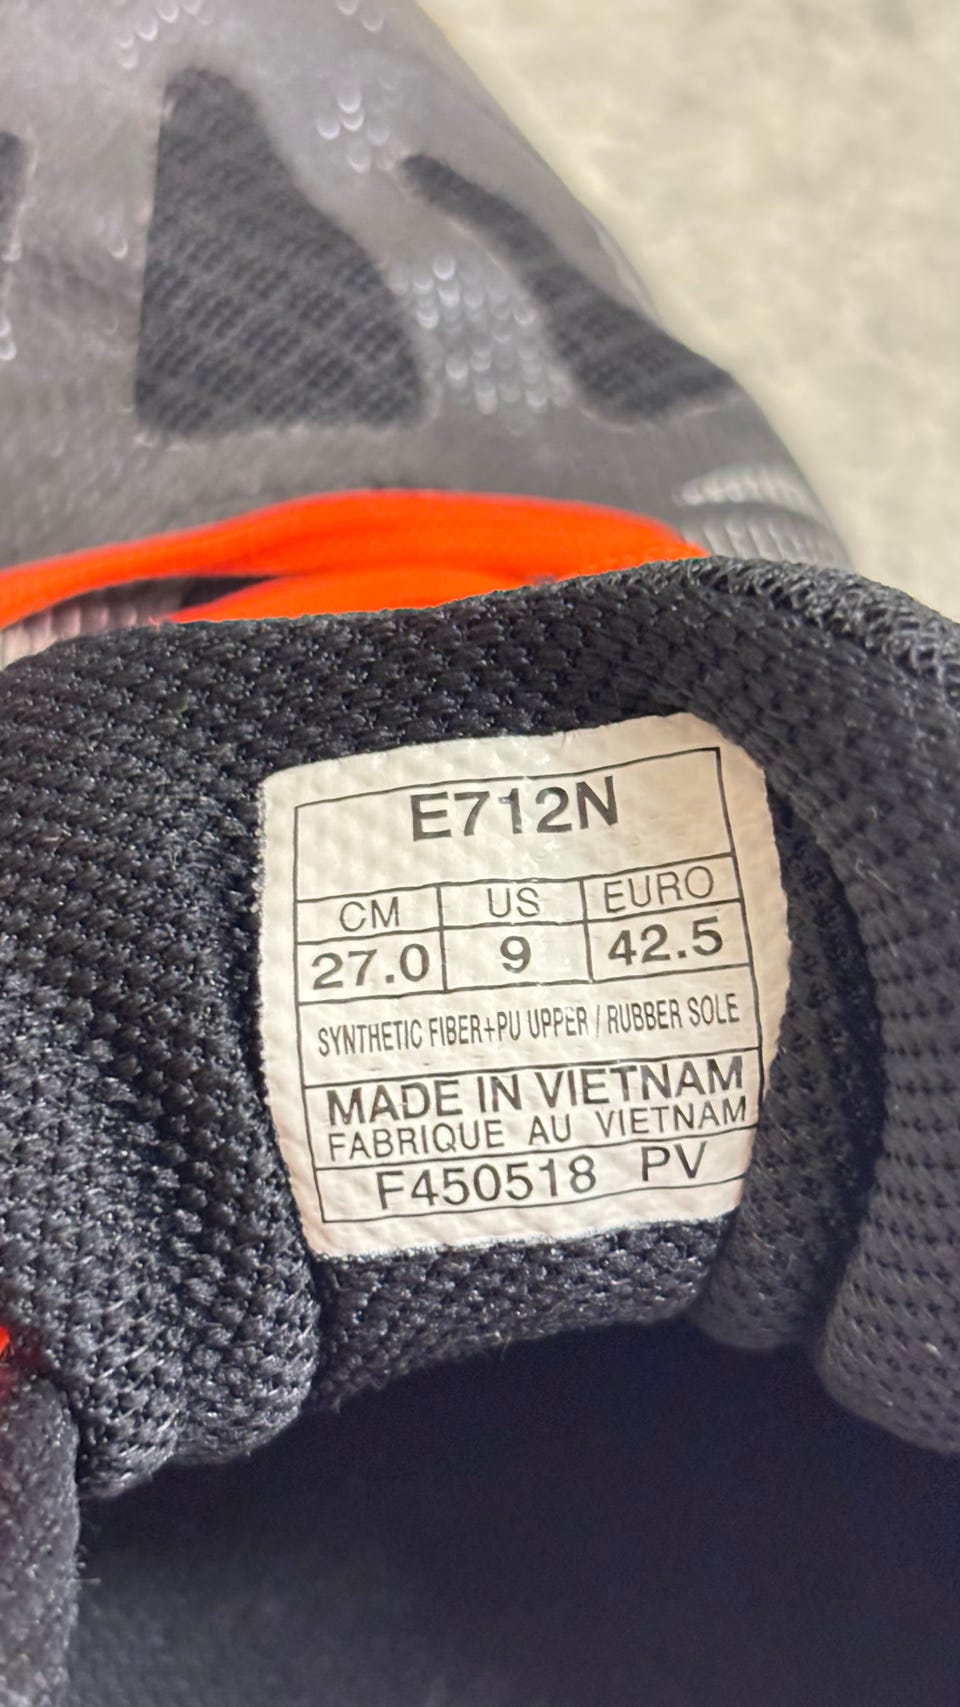 E712N
CM US EURO
27.0 9 42.5
SYNTHETIC FIBER+PU UPPER / RUBBER SOLE
MADE IN VIETNAM
FABRIQUE AU VIETNAM
F450518 PV